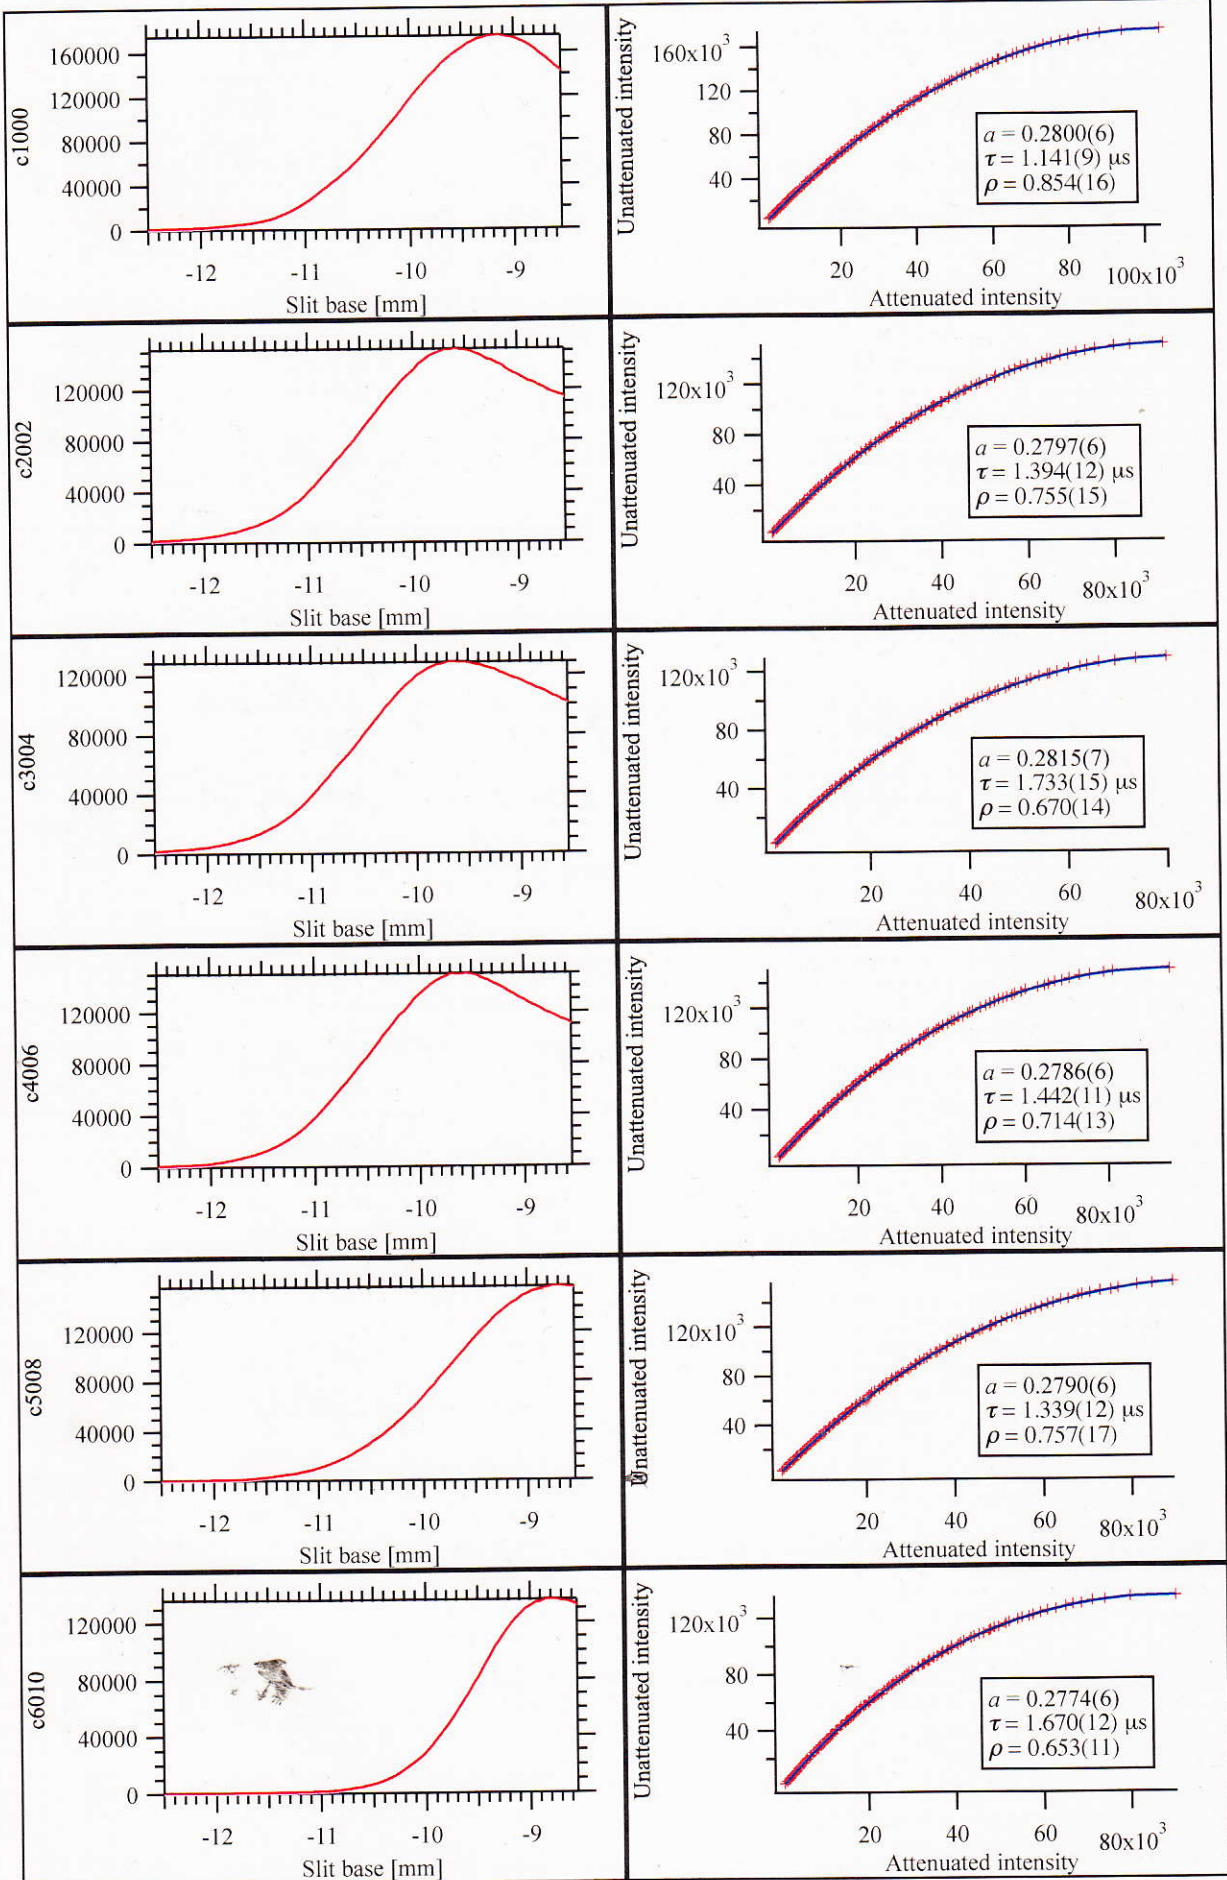 c1000
160000
120000
80000
40000
0
-12 -11 -10 -9
Slit base [mm]
Unattenuated intensity
160x10³
120
80
40
a = 0.2800(6)
τ = 1.141(9) μs
ρ = 0.854(16)
20 40 60 80 100x10³
Attenuated intensity
c2002
120000
80000
40000
0
-12 -11 -10 -9
Slit base [mm]
Unattenuated intensity
120x10³
80
40
a = 0.2797(6)
τ = 1.394(12) μs
ρ = 0.755(15)
20 40 60 80x10³
Attenuated intensity
c3004
120000
80000
40000
0
-12 -11 -10 -9
Slit base [mm]
Unattenuated intensity
120x10³
80
40
a = 0.2815(7)
τ = 1.733(15) μs
ρ = 0.670(14)
20 40 60 80x10³
Attenuated intensity
c4006
120000
80000
40000
0
-12 -11 -10 -9
Slit base [mm]
Unattenuated intensity
120x10³
80
40
a = 0.2786(6)
τ = 1.442(11) μs
ρ = 0.714(13)
20 40 60 80x10³
Attenuated intensity
c5008
120000
80000
40000
0
-12 -11 -10 -9
Slit base [mm]
Unattenuated intensity
120x10³
80
40
a = 0.2790(6)
τ = 1.339(12) μs
ρ = 0.757(17)
20 40 60 80x10³
Attenuated intensity
c6010
120000
80000
40000
0
-12 -11 -10 -9
Slit base [mm]
Unattenuated intensity
120x10³
80
40
a = 0.2774(6)
τ = 1.670(12) μs
ρ = 0.653(11)
20 40 60 80x10³
Attenuated intensity